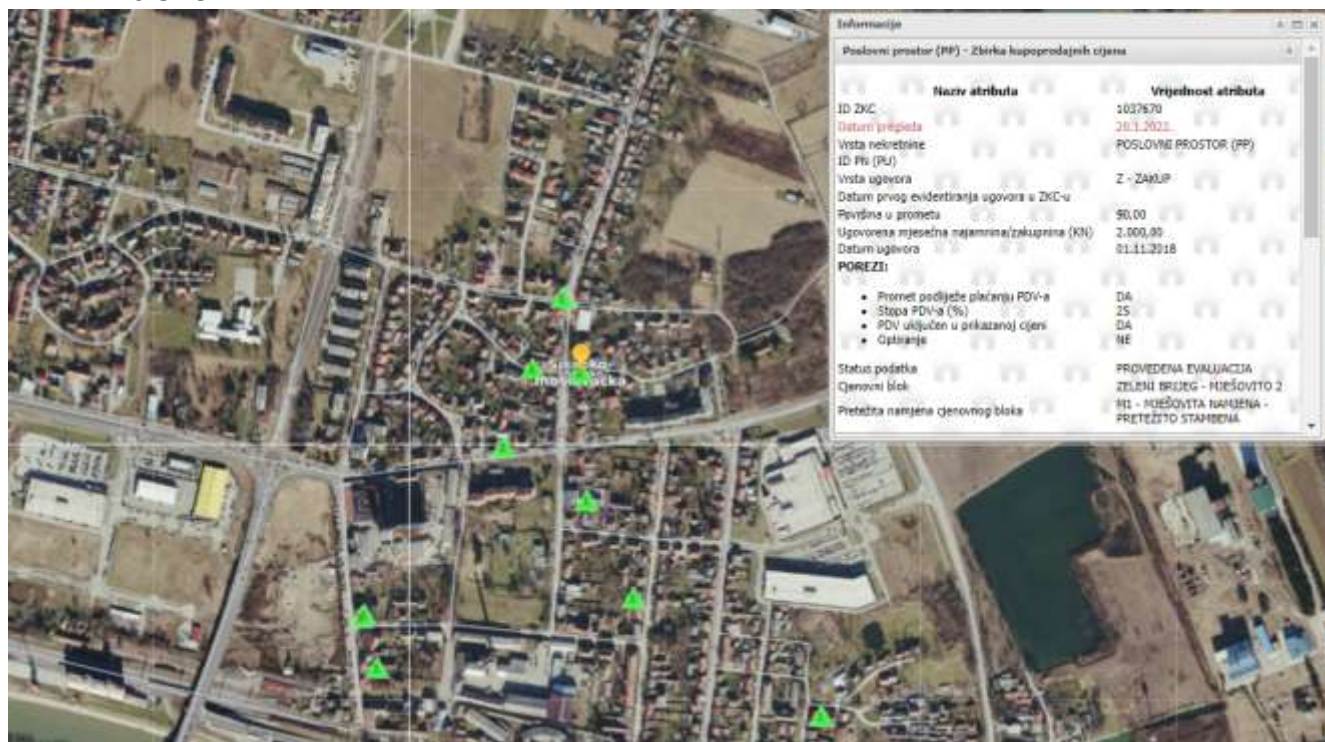 Informacije
Poslovni prostor (PP) - Zbirka kupoprodajnih cijena
Naziv atributa Vrijednost atributa
ID ZKC 1037670
Datum pregleda 20.1.2022.
Vrsta nekretnine POSLOVNI PROSTOR (PP)
ID PN (PU)
Vrsta ugovora Z - ZAKUP
Datum prvog evidentiranja ugovora u ZKC-u
Površina u prometu 90,00
Ugovorena mjesečna najamnina/zakupnina (KN) 2.000,00
Datum ugovora 01.11.2018
POREZI:
• Promet podliježe plaćanju PDV-a DA
• Stopa PDV-a (%) 25
• PDV uključen u prikazanoj cijeni DA
• Optiranje NE
Status podatka PROVEDENA EVALUACIJA
Cjenovni blok ZELENI BRIJEG - MJEŠOVITO 2
Pretežita namjena cjenovnog bloka M1 - MJEŠOVITA NAMJENA -
PRETEŽITO STAMBENA